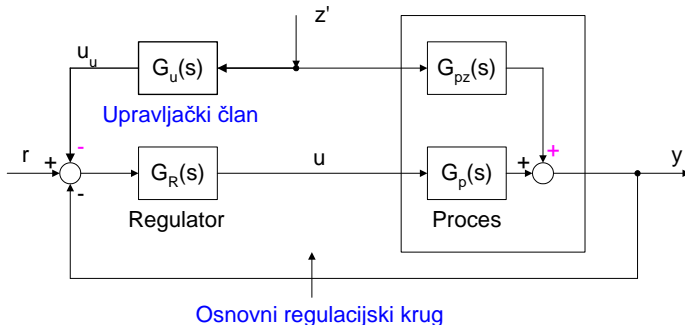 z'
u_u
G_u(s)
G_pz(s)
Upravljački član
-
+
r
+
u
+
y
G_R(s)
G_p(s)
-
Regulator
Proces
Osnovni regulacijski krug